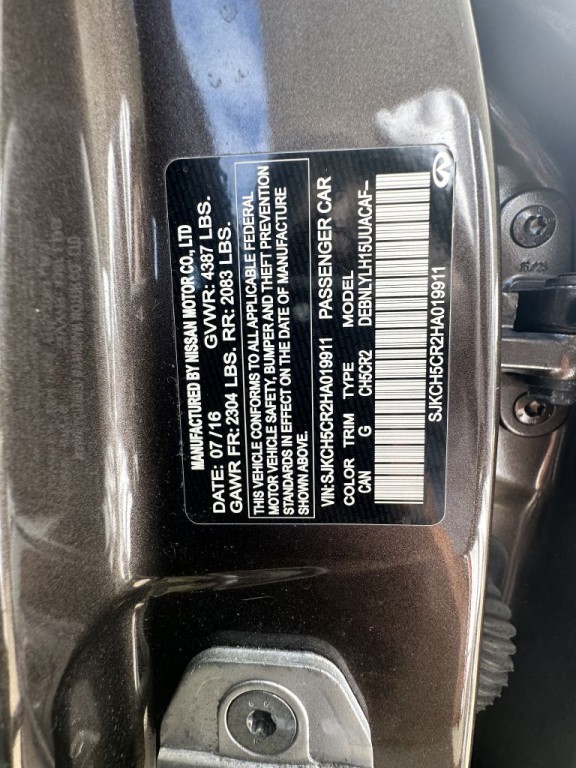 MANUFACTURED BY NISSAN MOTOR CO., LTD
DATE: 07/16 GVWR: 4387 LBS.
GAWR FR: 2304 LBS. RR: 2083 LBS.
THIS VEHICLE CONFORMS TO ALL APPLICABLE FEDERAL
MOTOR VEHICLE SAFETY, BUMPER AND THEFT PREVENTION
STANDARDS IN EFFECT ON THE DATE OF MANUFACTURE
SHOWN ABOVE.
VIN: SJKCH5CR2HA019911 PASSENGER CAR
COLOR TRIM TYPE MODEL
CAN G CH5CR2 DEBNLYLH15UUACAF--
SJKCH5CR2HA019911